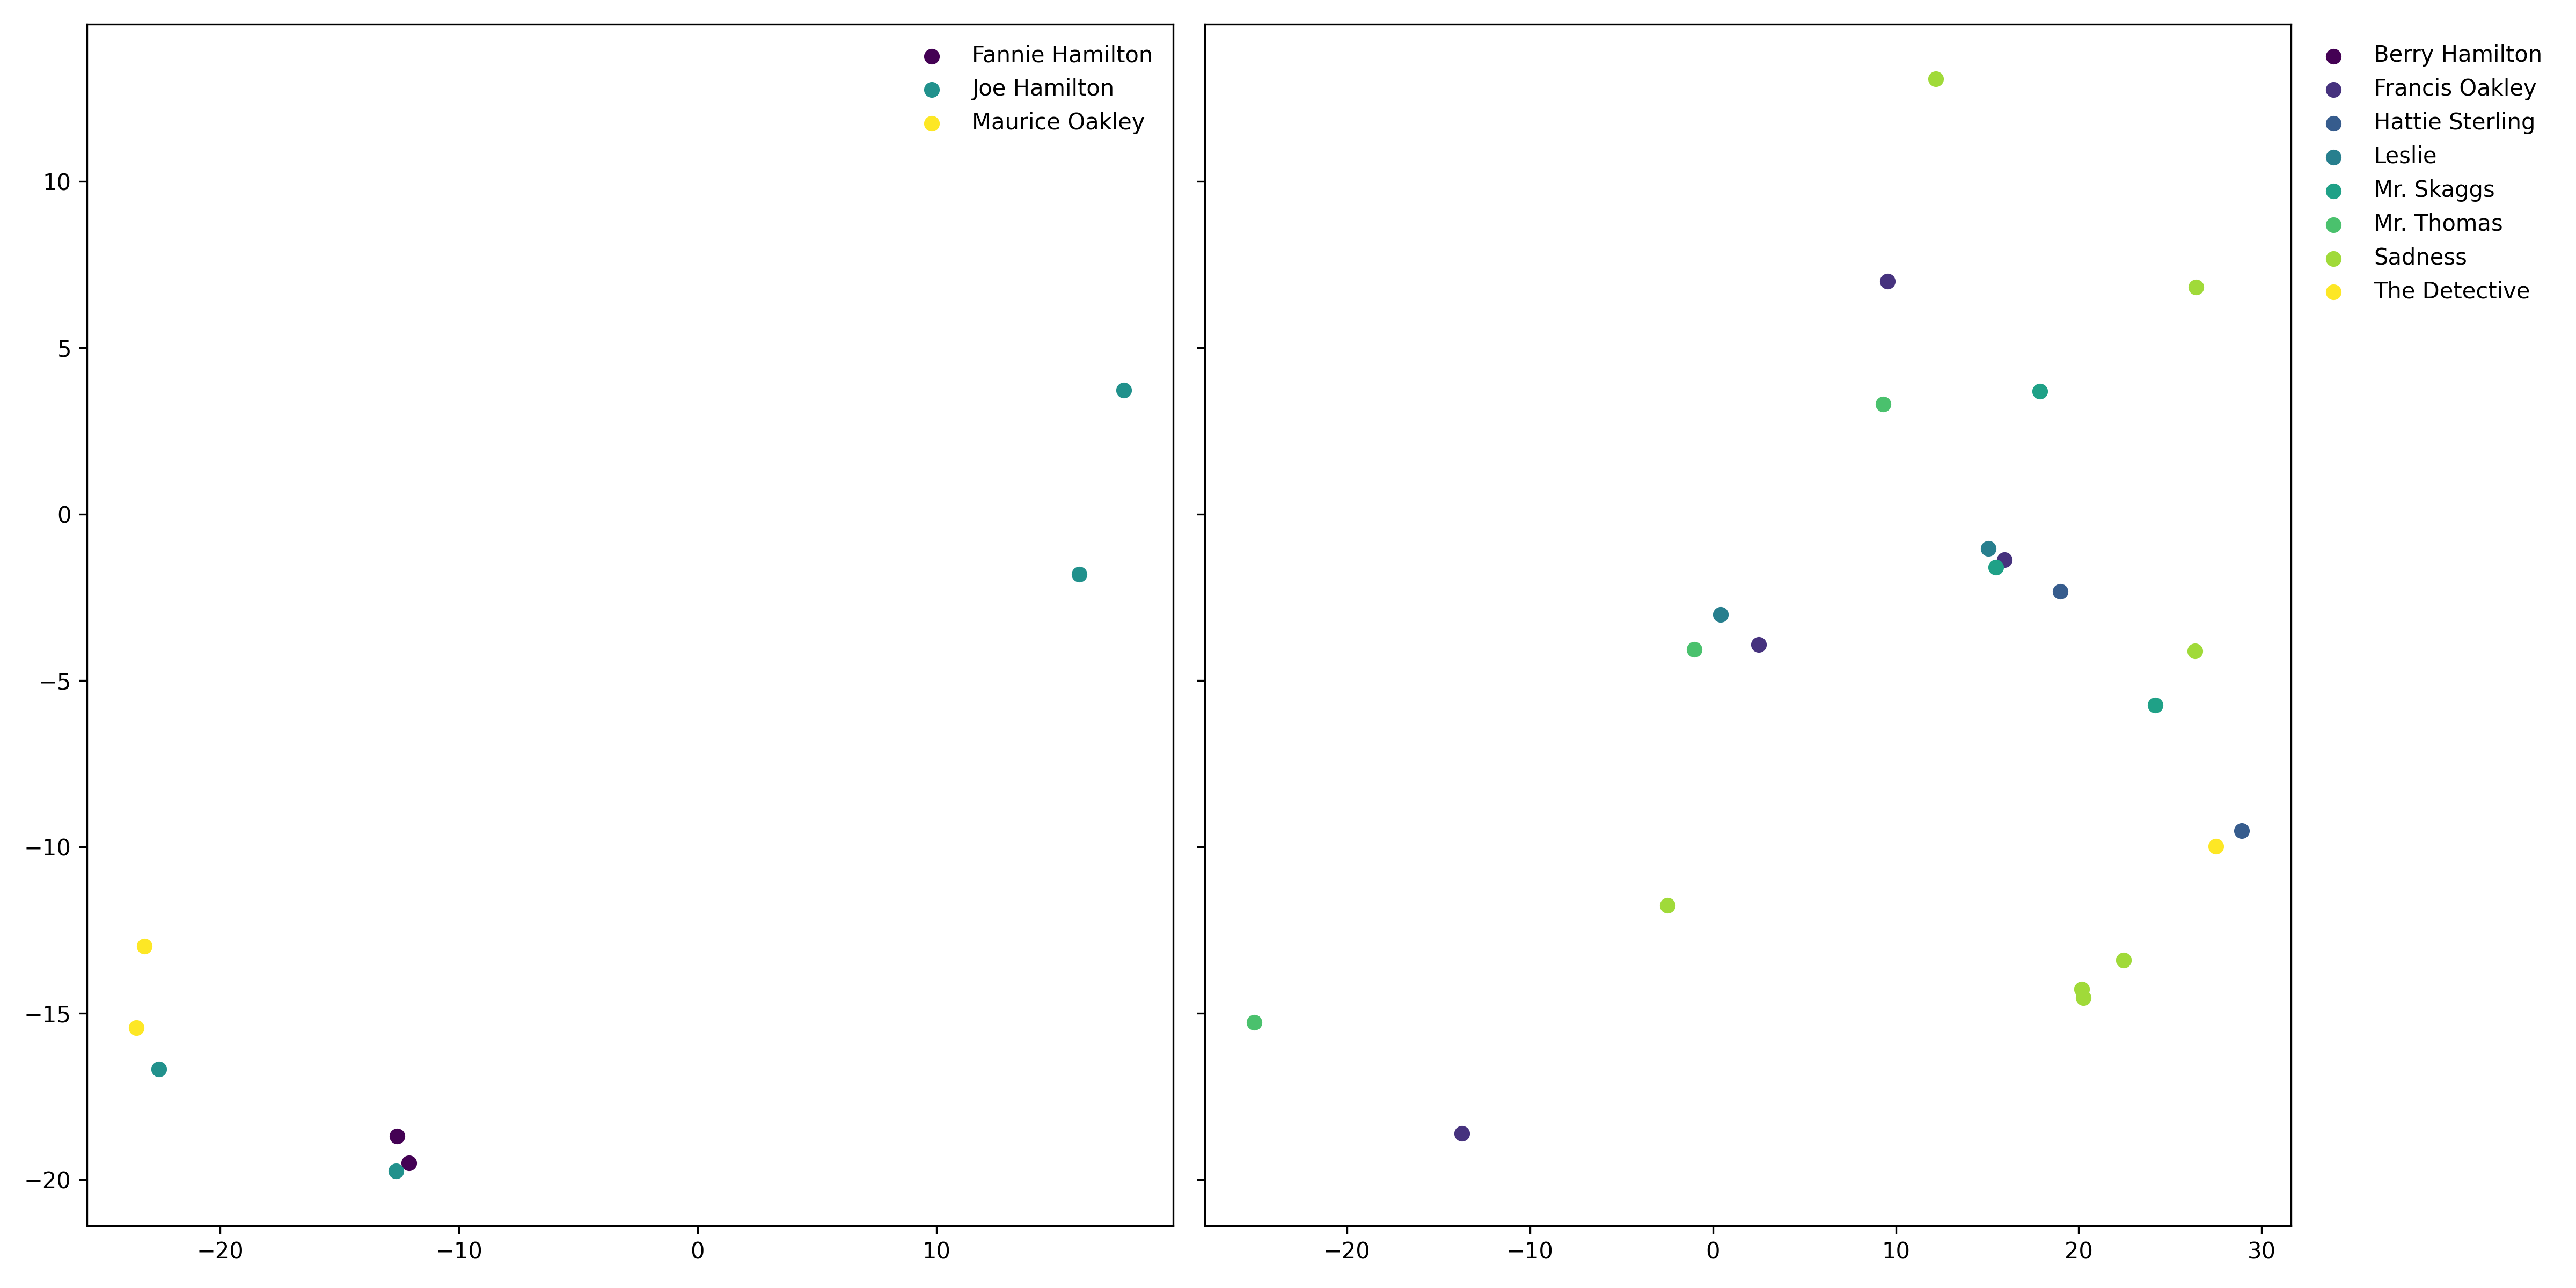 Fannie Hamilton
Joe Hamilton
Maurice Oakley
Berry Hamilton
Francis Oakley
Hattie Sterling
Leslie
Mr. Skaggs
Mr. Thomas
Sadness
The Detective
10
5
0
−5
−10
−15
−20
−20 −10 0 10
−20 −10 0 10 20 30